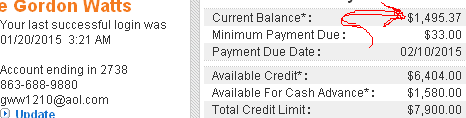 e Gordon Watts
Your last successful login was
01/20/2015 3:21 AM
Account ending in 2738
863-688-9880
gww1210@aol.com
Update
Current Balance*: $1,495.37
Minimum Payment Due: $33.00
Payment Due Date: 02/10/2015
Available Credit*: $6,404.00
Available For Cash Advance*: $1,580.00
Total Credit Limit: $7,900.00